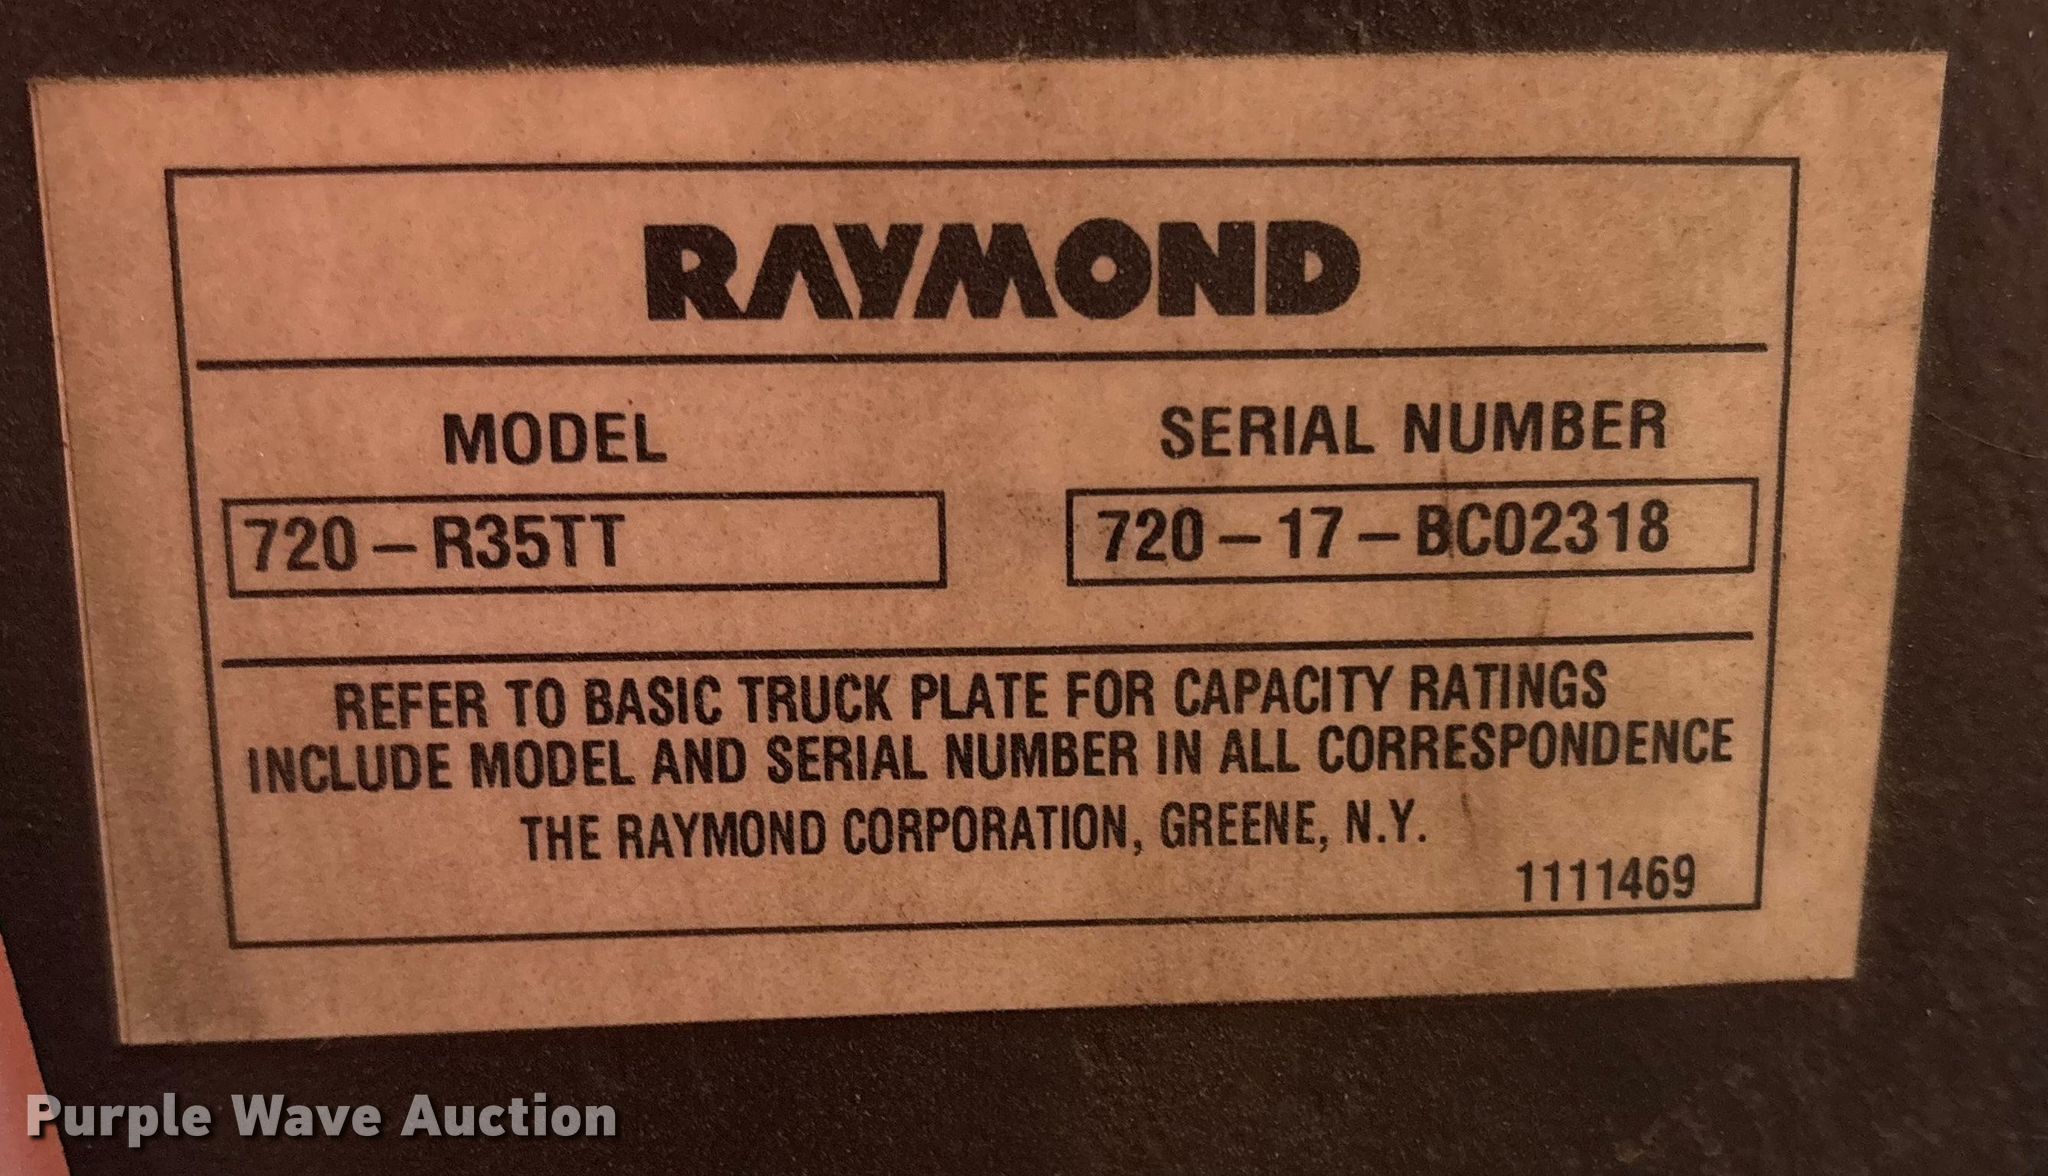 RAYMOND
MODEL
SERIAL NUMBER
720-R35TT
720-17-BC02318
REFER TO BASIC TRUCK PLATE FOR CAPACITY RATINGS
INCLUDE MODEL AND SERIAL NUMBER IN ALL CORRESPONDENCE
THE RAYMOND CORPORATION, GREENE, N.Y.
1111469
Purple Wave Auction